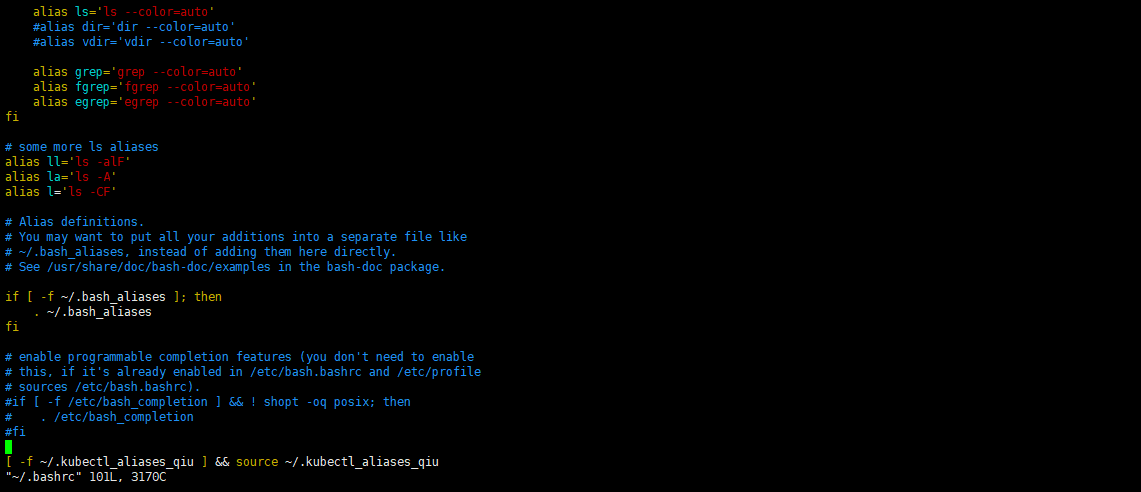 alias ls='ls --color=auto'
    #alias dir='dir --color=auto'
    #alias vdir='vdir --color=auto'

    alias grep='grep --color=auto'
    alias fgrep='fgrep --color=auto'
    alias egrep='egrep --color=auto'
fi

# some more ls aliases
alias ll='ls -alF'
alias la='ls -A'
alias l='ls -CF'

# Alias definitions.
# You may want to put all your additions into a separate file like
# ~/.bash_aliases, instead of adding them here directly.
# See /usr/share/doc/bash-doc/examples in the bash-doc package.

if [ -f ~/.bash_aliases ]; then
    . ~/.bash_aliases
fi

# enable programmable completion features (you don't need to enable
# this, if it's already enabled in /etc/bash.bashrc and /etc/profile
# sources /etc/bash.bashrc).
#if [ -f /etc/bash_completion ] && ! shopt -oq posix; then
#    . /etc/bash_completion
#fi

[ -f ~/.kubectl_aliases_qiu ] && source ~/.kubectl_aliases_qiu
"~/.bashrc" 101L, 3170C